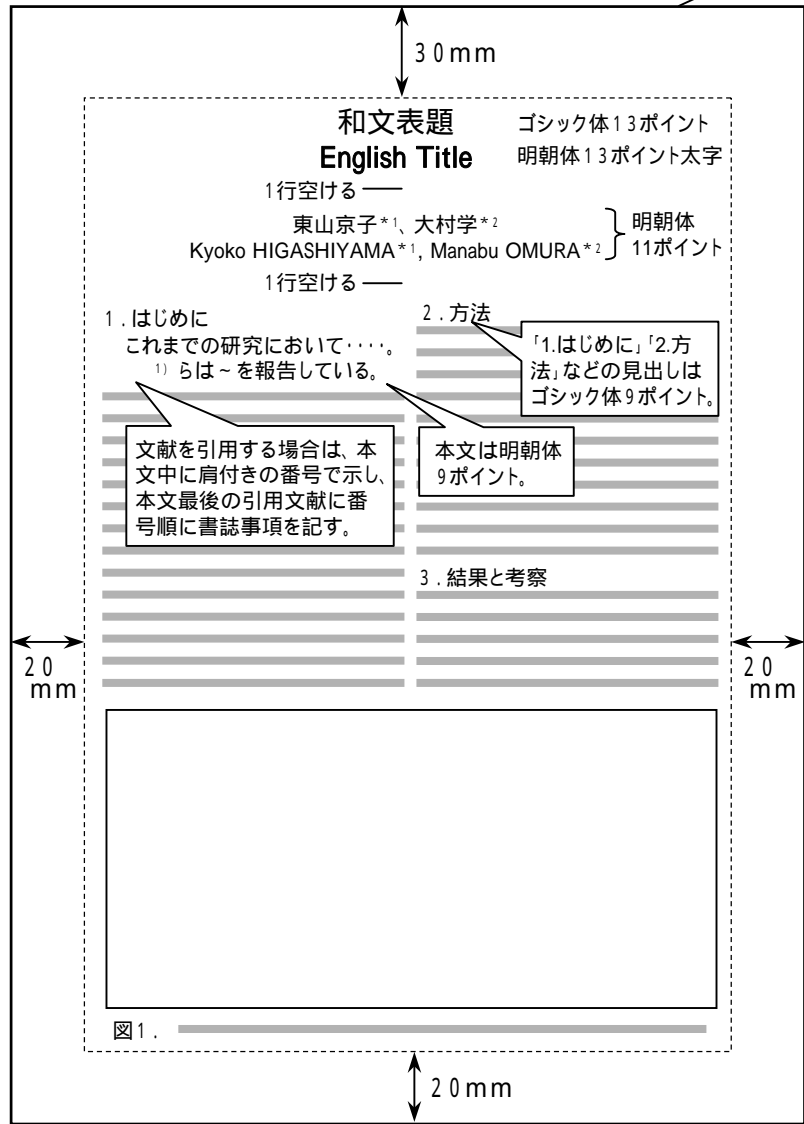 30mm
和文表題 ゴシック体13ポイント
English Title 明朝体13ポイント太字
1行空ける
東山京子*1、大村学*2
Kyoko HIGASHIYAMA*1, Manabu OMURA*2
明朝体
11ポイント
1行空ける
1.はじめに
これまでの研究において‥‥。
1) らは~を報告している。
文献を引用する場合は、本
文中に肩付きの番号で示し、
本文最後の引用文献に番
号順に書誌事項を記す。
本文は明朝体
9ポイント。
2.方法
「1.はじめに」「2.方
法」などの見出しは
ゴシック体9ポイント。
3.結果と考察
20
mm
20
mm
図1.
20mm